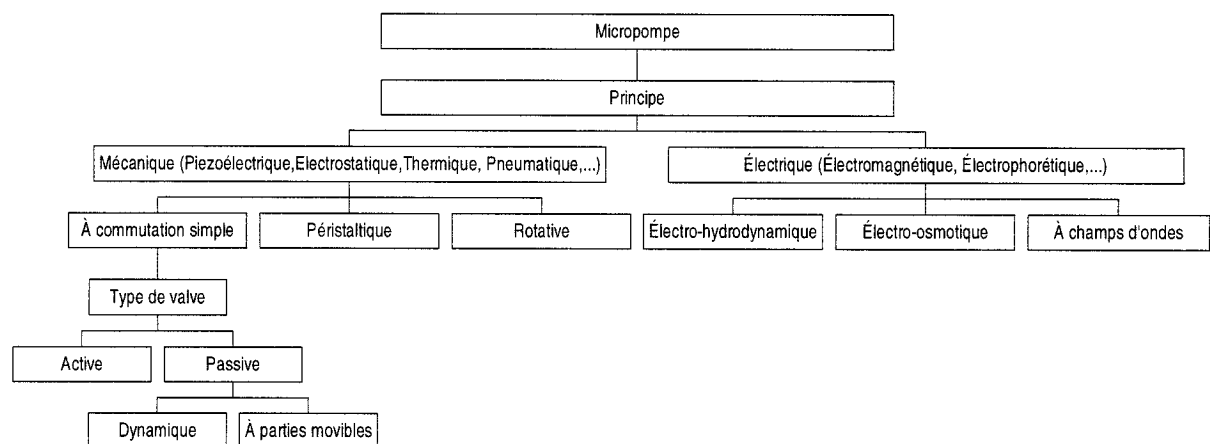 Micropompe
Principe
Mécanique (Piezoélectrique,Electrostatique,Thermique, Pneumatique,...)
Électrique (Électromagnétique, Électrophorétique,...)
À commutation simple
Péristaltique
Rotative
Électro-hydrodynamique
Électro-osmotique
À champs d'ondes
Type de valve
Active
Passive
Dynamique
À parties movibles